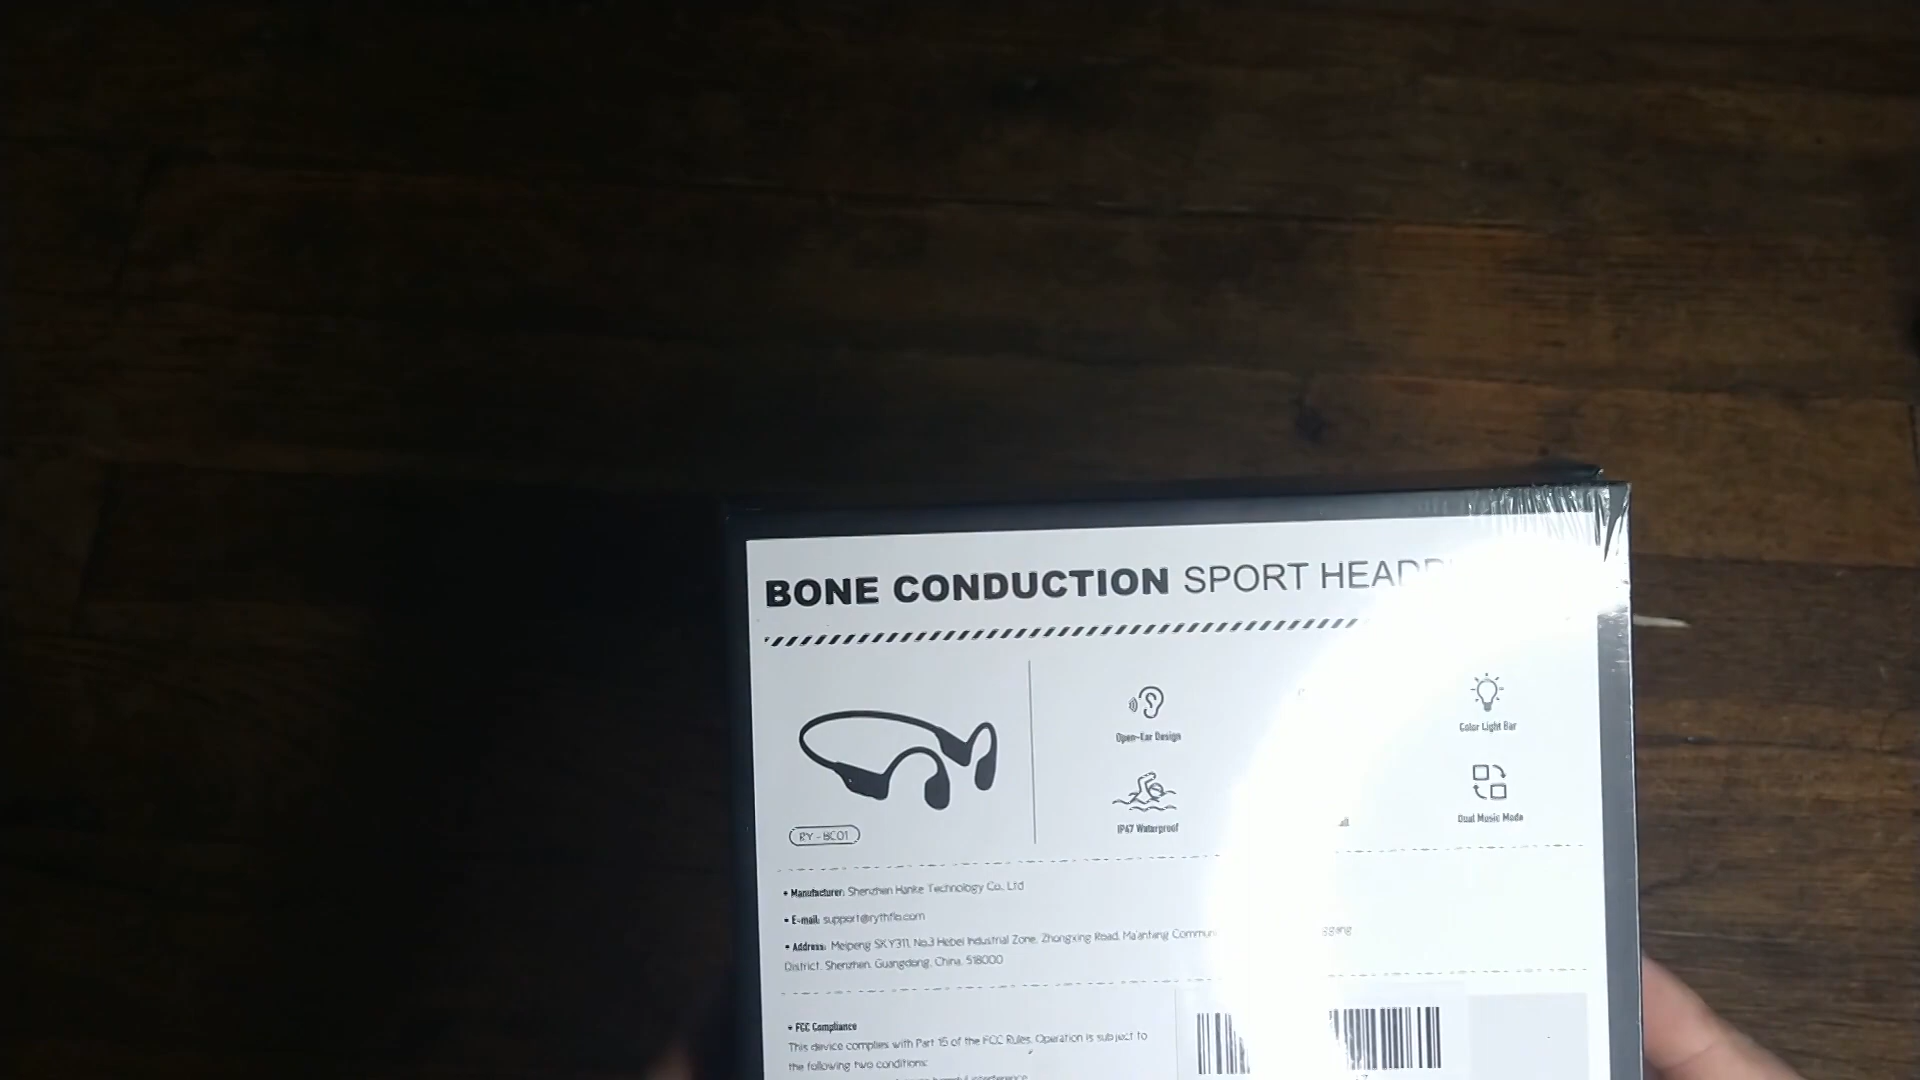 BONE CONDUCTION SPORT HEAD
Open-Ear Design
Color Light Bar
IP67 Waterproof
Dual Music Mode
RY-BC01
• Manufacturer: Shenzhen Hanke Technology Co., Ltd
• E-mail: support@rythflo.com
• Address: Meipeng SKY311, No.3 Hebei Industrial Zone, Zhongxing Road, Ma'antang
District, Shenzhen, Guangdong, China, 518000
• FCC Compliance
This device complies with Part 15 of the FCC Rules. Operation is subject to
the following two conditions:
harmful interference